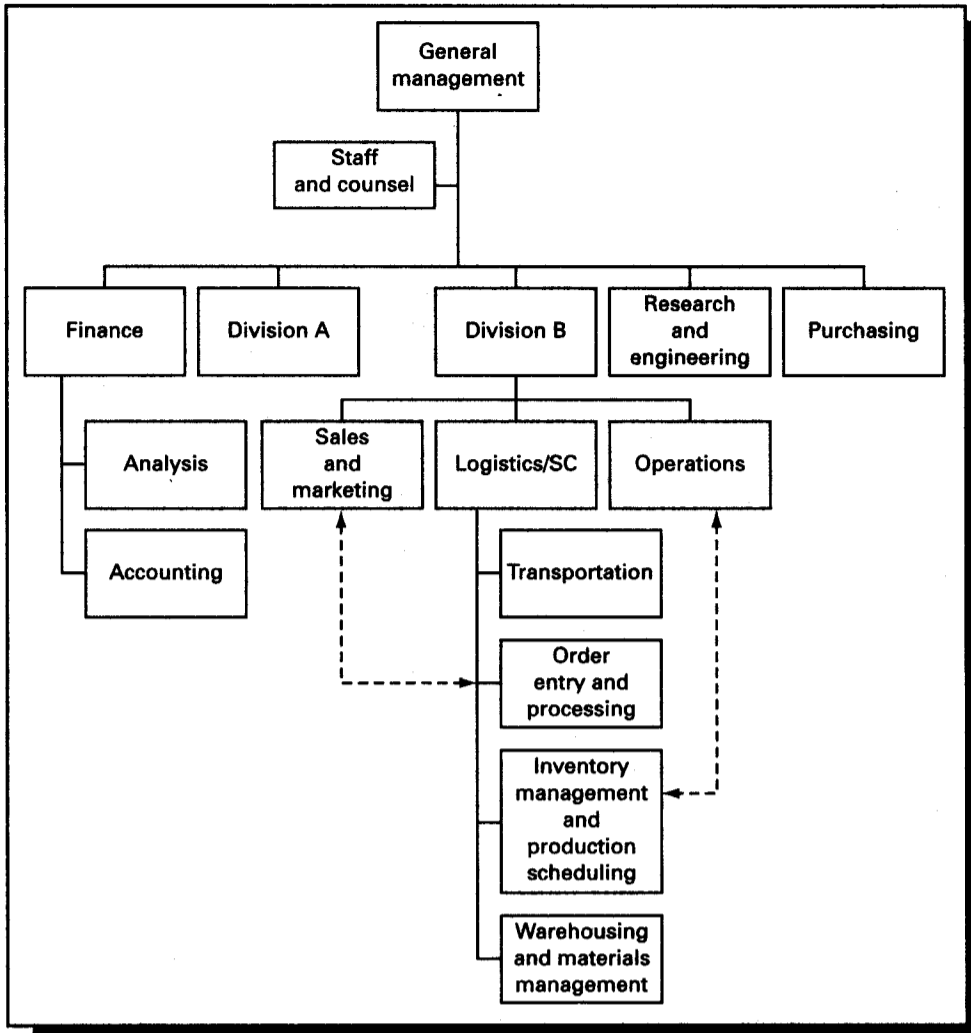 General
management
Staff
and counsel
Finance
Division A
Division B
Research
and
engineering
Purchasing
Analysis
Accounting
Sales
and
marketing
Logistics/SC
Operations
Transportation
Order
entry and
processing
Inventory
management
and
production
scheduling
Warehousing
and materials
management